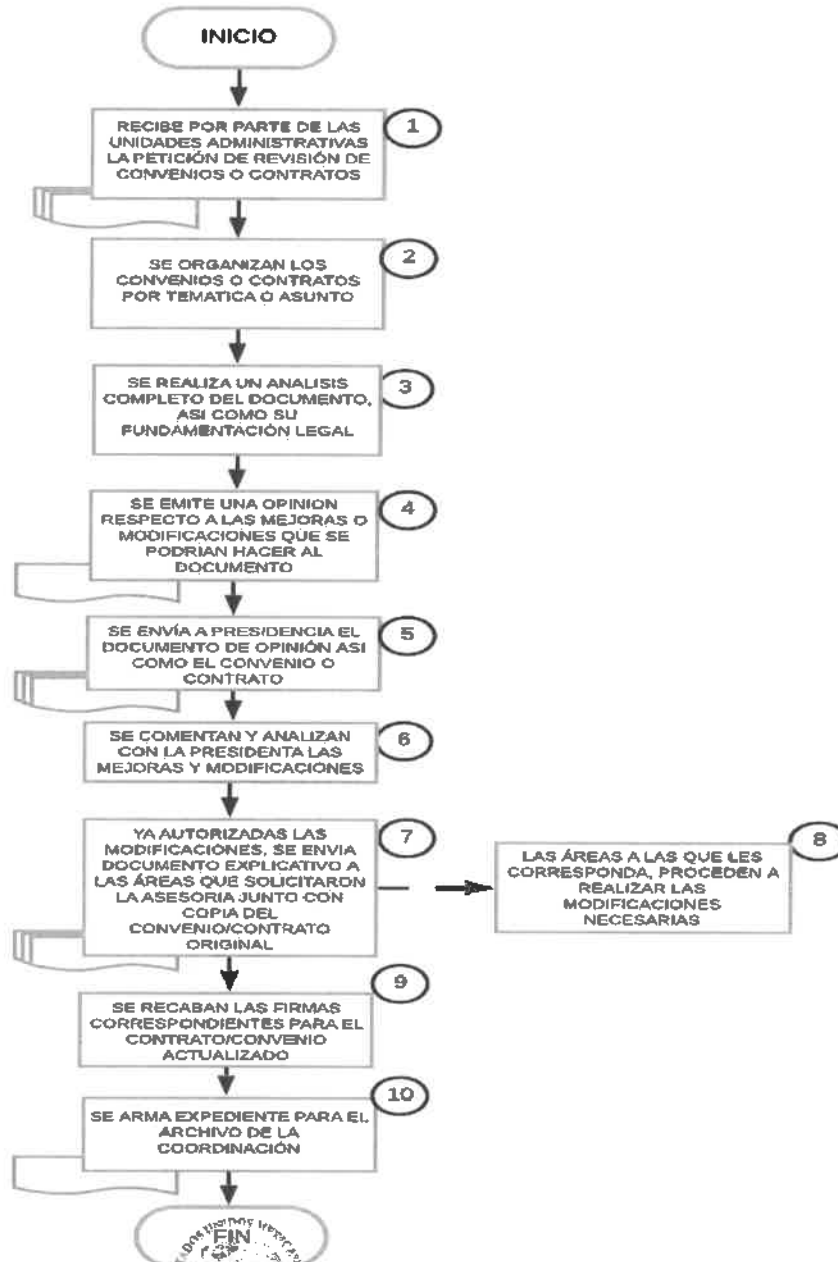 INICIO
1
RECIBE POR PARTE DE LAS
UNIDADES ADMINISTRATIVAS
LA PETICIÓN DE REVISIÓN DE
CONVENIOS O CONTRATOS
2
SE ORGANIZAN LOS
CONVENIOS O CONTRATOS
POR TEMATICA O ASUNTO
3
SE REALIZA UN ANALISIS
COMPLETO DEL DOCUMENTO,
ASI COMO SU
FUNDAMENTACIÓN LEGAL
4
SE EMITE UNA OPINION
RESPECTO A LAS MEJORAS O
MODIFICACIONES QUE SE
PODRIAN HACER AL
DOCUMENTO
5
SE ENVÍA A PRESIDENCIA EL
DOCUMENTO DE OPINIÓN ASI
COMO EL CONVENIO O
CONTRATO
6
SE COMENTAN Y ANALIZAN
CON LA PRESIDENTA LAS
MEJORAS Y MODIFICACIONES
7
YA AUTORIZADAS LAS
MODIFICACIONES, SE ENVIA
DOCUMENTO EXPLICATIVO A
LAS ÁREAS QUE SOLICITARON
LA ASESORIA JUNTO CON
COPIA DEL
CONVENIO/CONTRATO
ORIGINAL
8
LAS ÁREAS A LAS QUE LES
CORRESPONDA, PROCEDEN A
REALIZAR LAS
MODIFICACIONES
NECESARIAS
9
SE RECABAN LAS FIRMAS
CORRESPONDIENTES PARA EL
CONTRATO/CONVENIO
ACTUALIZADO
10
SE ARMA EXPEDIENTE PARA EL
ARCHIVO DE LA
COORDINACIÓN
FIN
UNIDOS